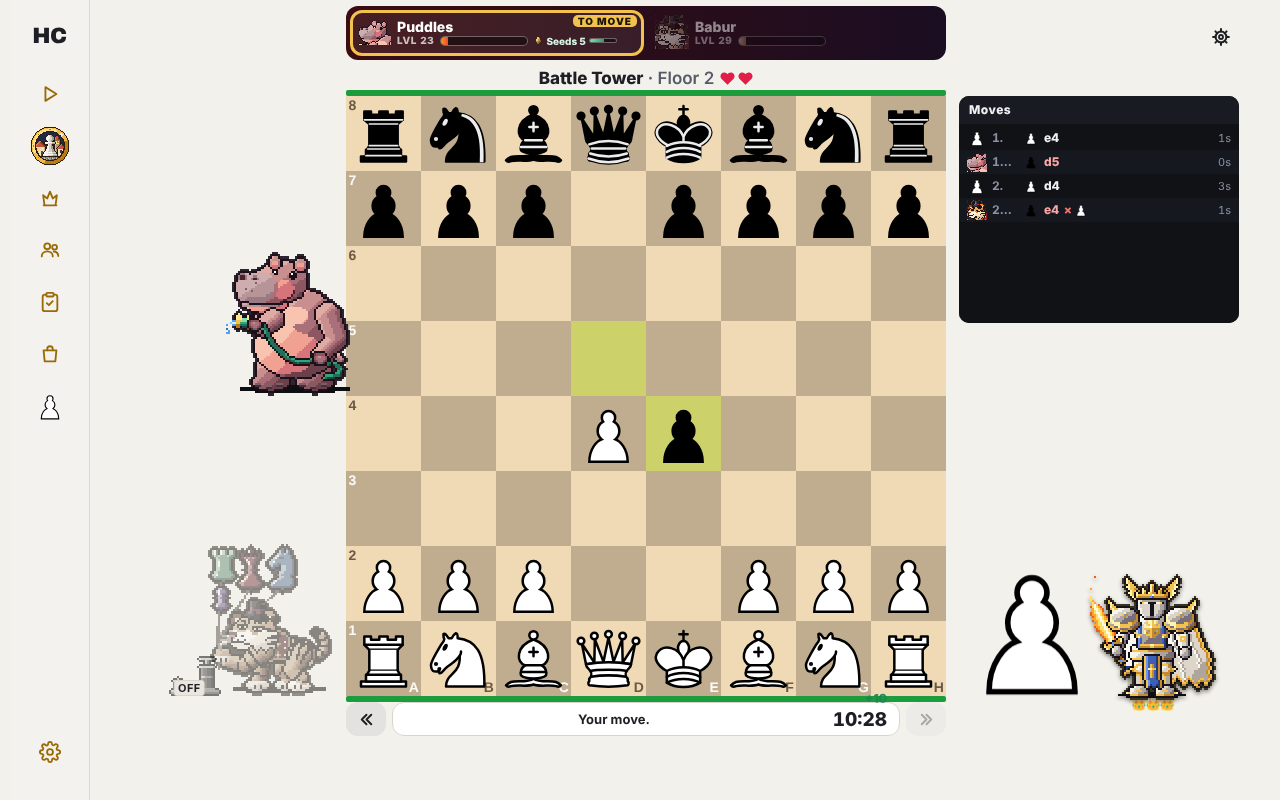 HC
Puddles
TO MOVE
LVL 23
Seeds 5
Babur
LVL 29
Battle Tower · Floor 2
Moves
1. e4 1s
1... d5 0s
2. d4 3s
2... e4 × 1s
8
7
6
5
4
3
2
1
A B C D E F G H
OFF
Your move.
10:28